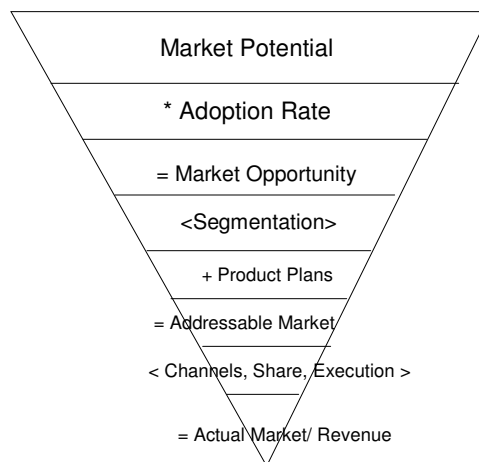 Market Potential
* Adoption Rate
= Market Opportunity
<Segmentation>
+ Product Plans
= Addressable Market
< Channels, Share, Execution >
= Actual Market/ Revenue